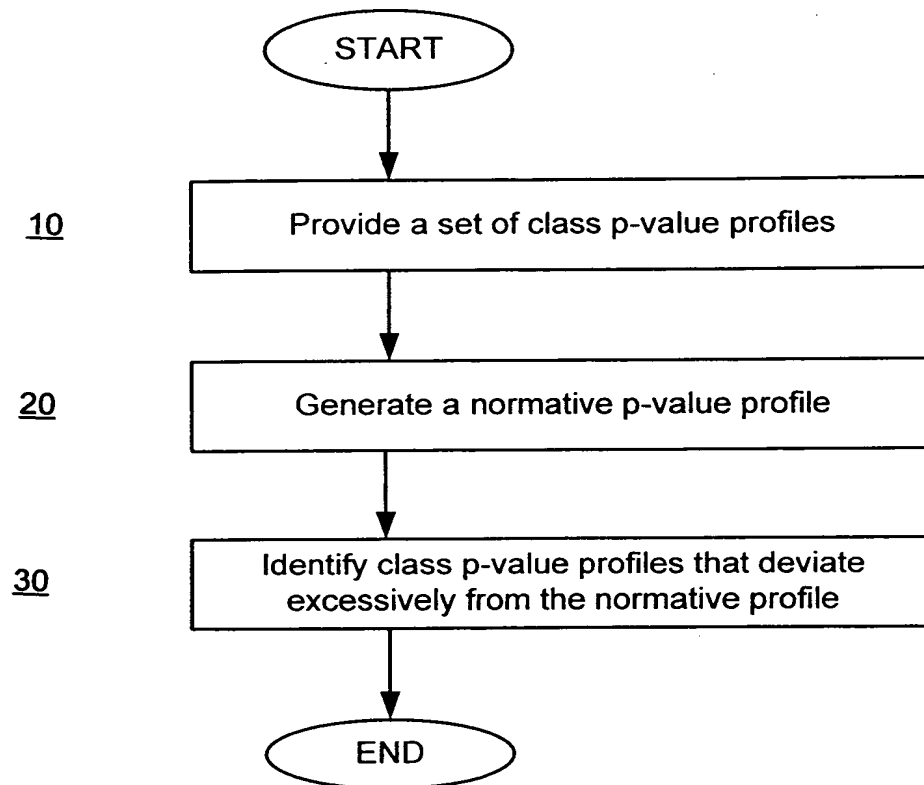 START
10
Provide a set of class p-value profiles
20
Generate a normative p-value profile
30
Identify class p-value profiles that deviate
excessively from the normative profile
END